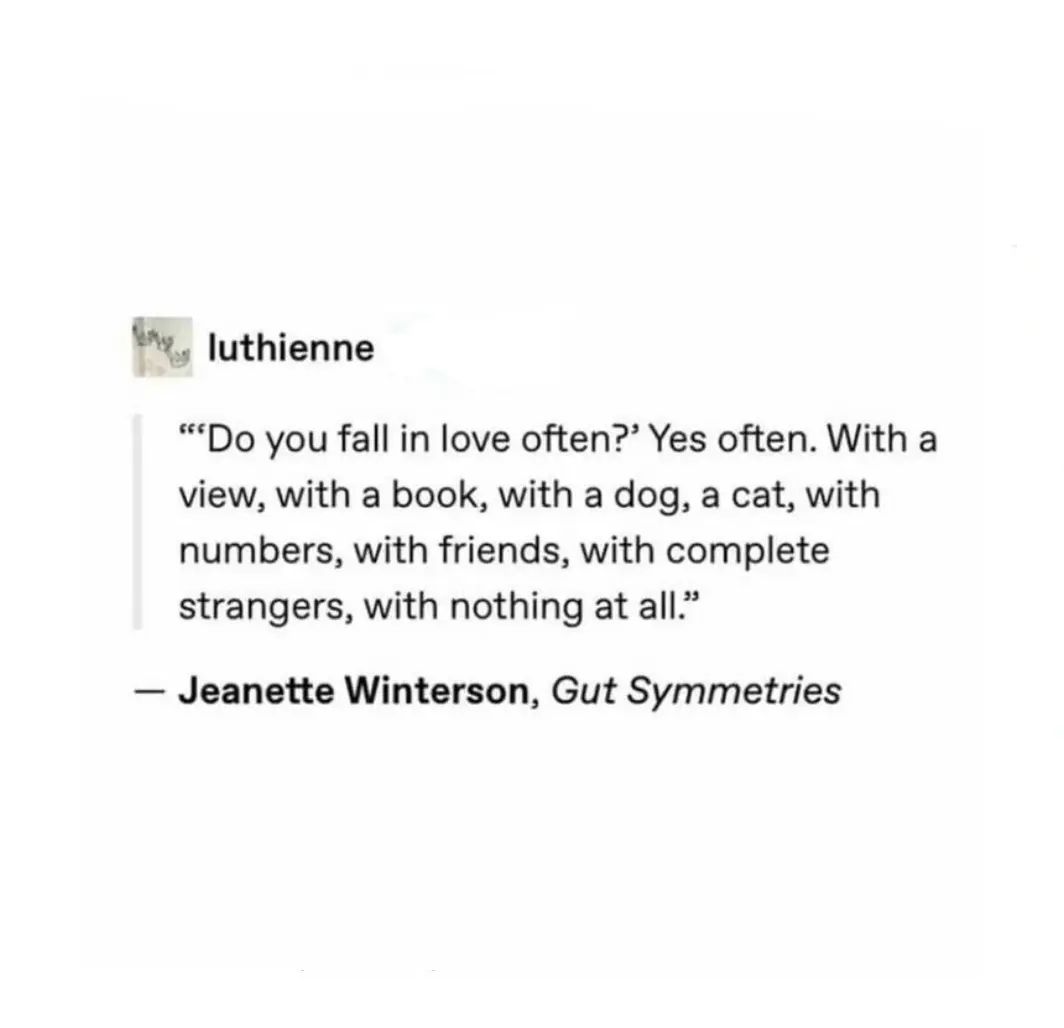 luthienne
“‘Do you fall in love often?’ Yes often. With a
view, with a book, with a dog, a cat, with
numbers, with friends, with complete
strangers, with nothing at all.”
— Jeanette Winterson, Gut Symmetries